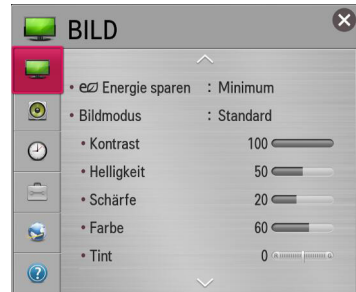 BILD
• Energie sparen : Minimum
• Bildmodus : Standard
• Kontrast 100
• Helligkeit 50
• Schärfe 20
• Farbe 60
• Tint 0